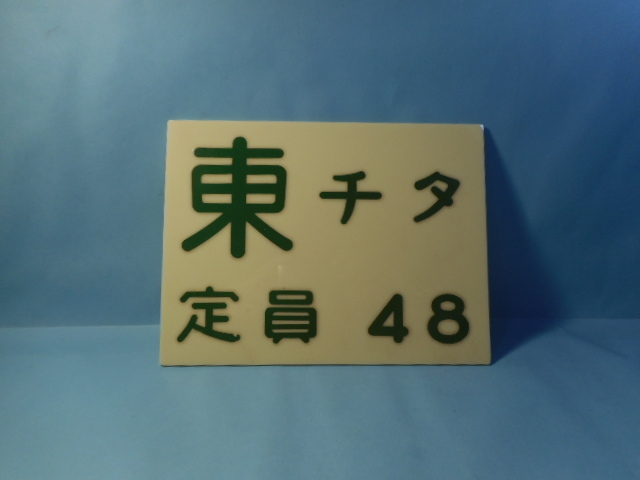 東 チタ
定員 48